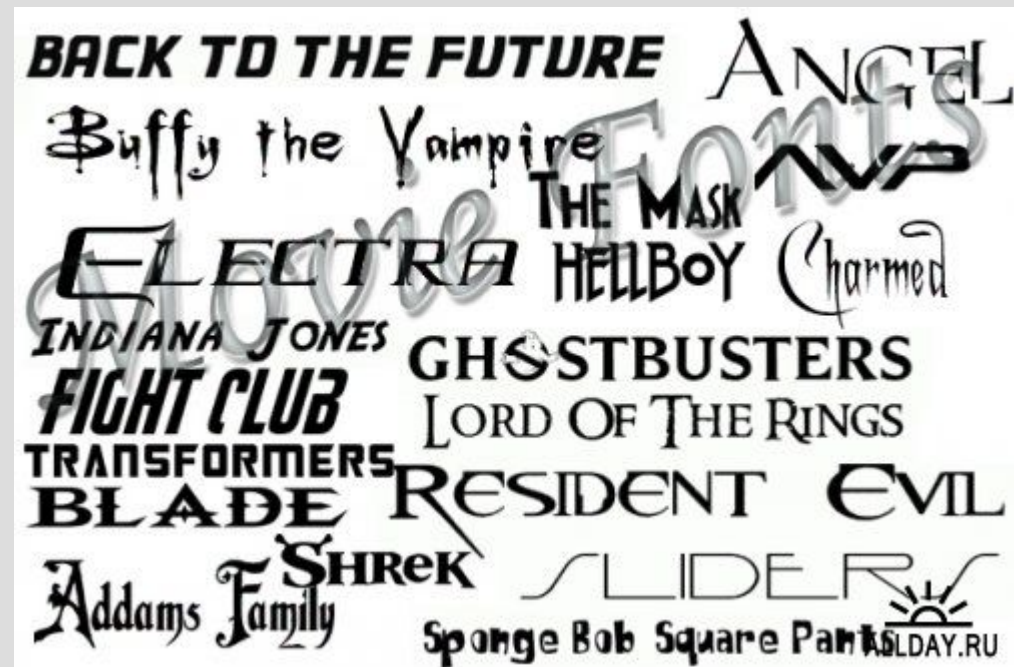 BACK TO THE FUTURE
ANGEL
Buffy the Vampire
AVP
THE MASK
ELECTRA
HELLBOY
Charmed
INDIANA JONES
GHOSTBUSTERS
FIGHT CLUB
LORD OF THE RINGS
TRANSFORMERS
BLADE
RESIDENT EVIL
SHReK
Addams Family
SLIDERS
Sponge Bob Square Pants
ALLDAY.RU
Movie Fonts